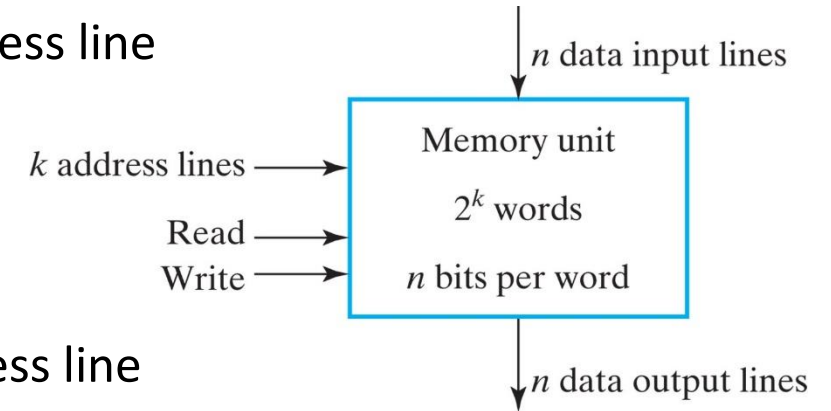 ess line
n data input lines
Memory unit
k address lines
2^k words
Read
Write
n bits per word
ess line
n data output lines